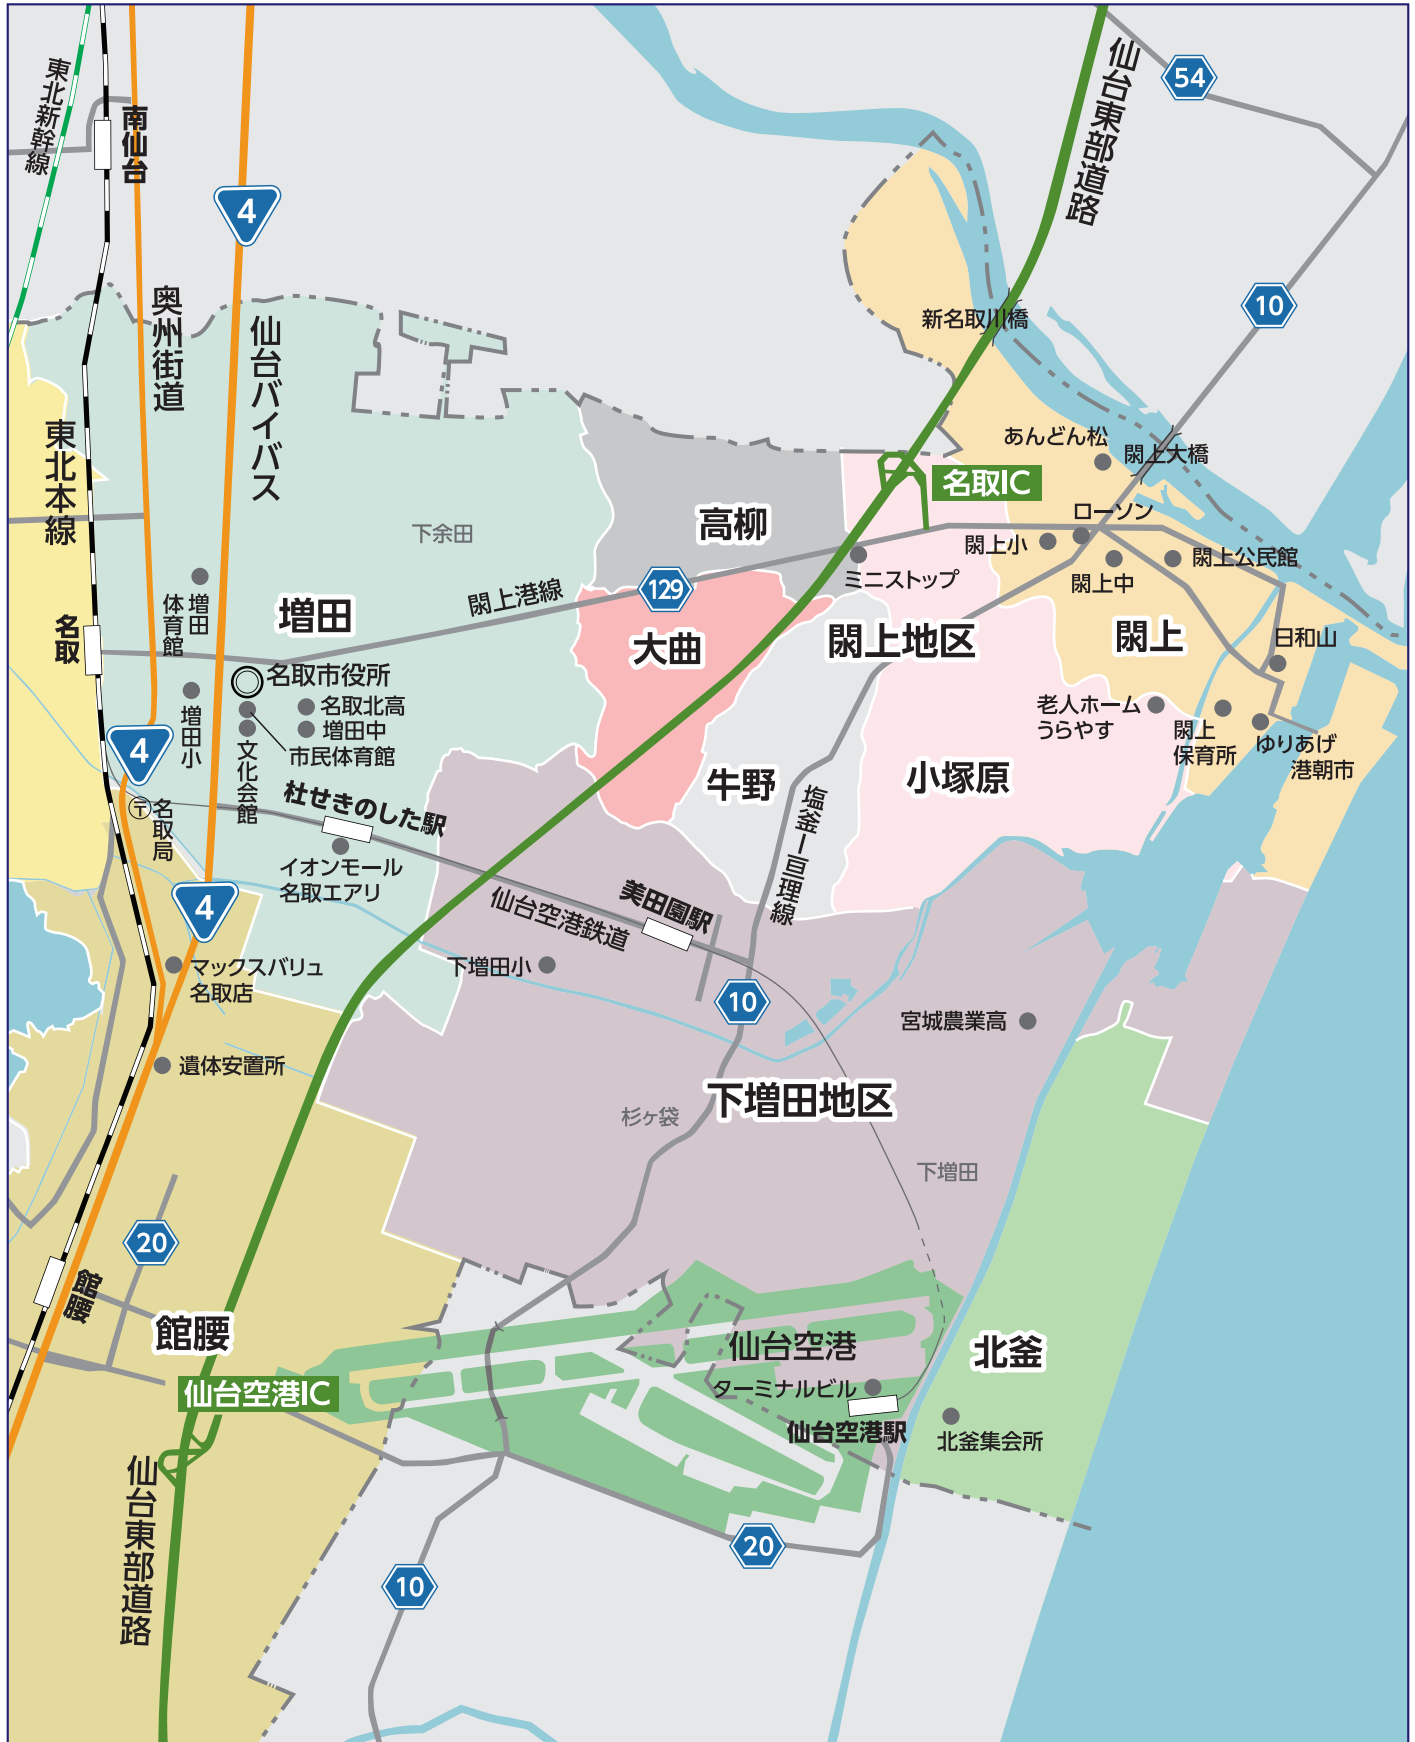 東北新幹線
南仙台
4
仙台東部道路
54
10
新名取川橋
奥州街道
仙台バイパス
東北本線
あんどん松
閖上大橋
名取IC
ローソン
高柳
下余田
閖上小
閖上中
閖上公民館
ミニストップ
129
閖上港線
増田
体育館
増田
名取
大曲
閖上地区
閖上
日和山
名取市役所
名取北高
増田中
市民体育館
増田小
文化会館
4
老人ホーム
うらやす
閖上
保育所
ゆりあげ
港朝市
牛野
小塚原
塩釜ー亘理線
〒
名取局
杜せきのした駅
イオンモール
名取エアリ
4
美田園駅
仙台空港鉄道
マックスバリュ
名取店
下増田小
10
宮城農業高
遺体安置所
下増田地区
杉ヶ袋
下増田
20
館腰
館腰
仙台空港
北釜
ターミナルビル
仙台空港IC
仙台空港駅
北釜集会所
仙台東部道路
20
10